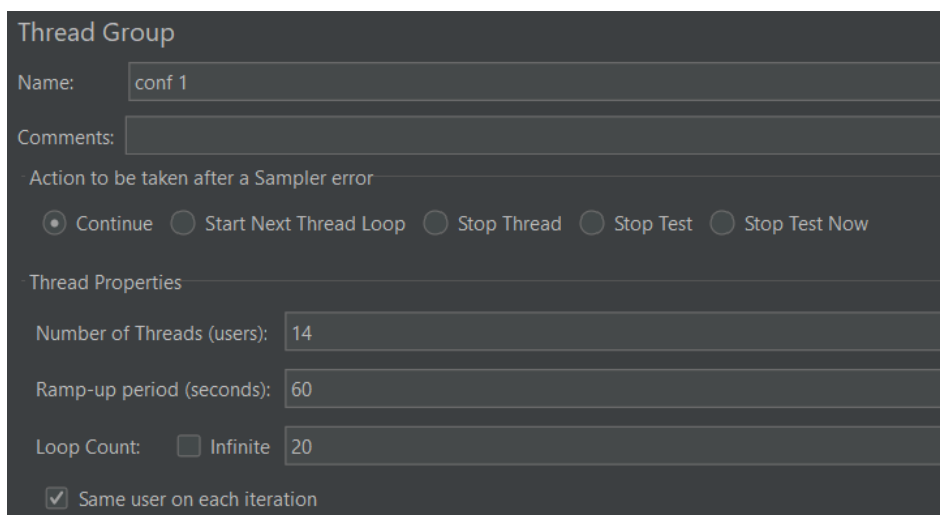 Thread Group
Name: conf 1
Comments:
Action to be taken after a Sampler error
Continue Start Next Thread Loop Stop Thread Stop Test Stop Test Now
Thread Properties
Number of Threads (users): 14
Ramp-up period (seconds): 60
Loop Count: Infinite 20
Same user on each iteration